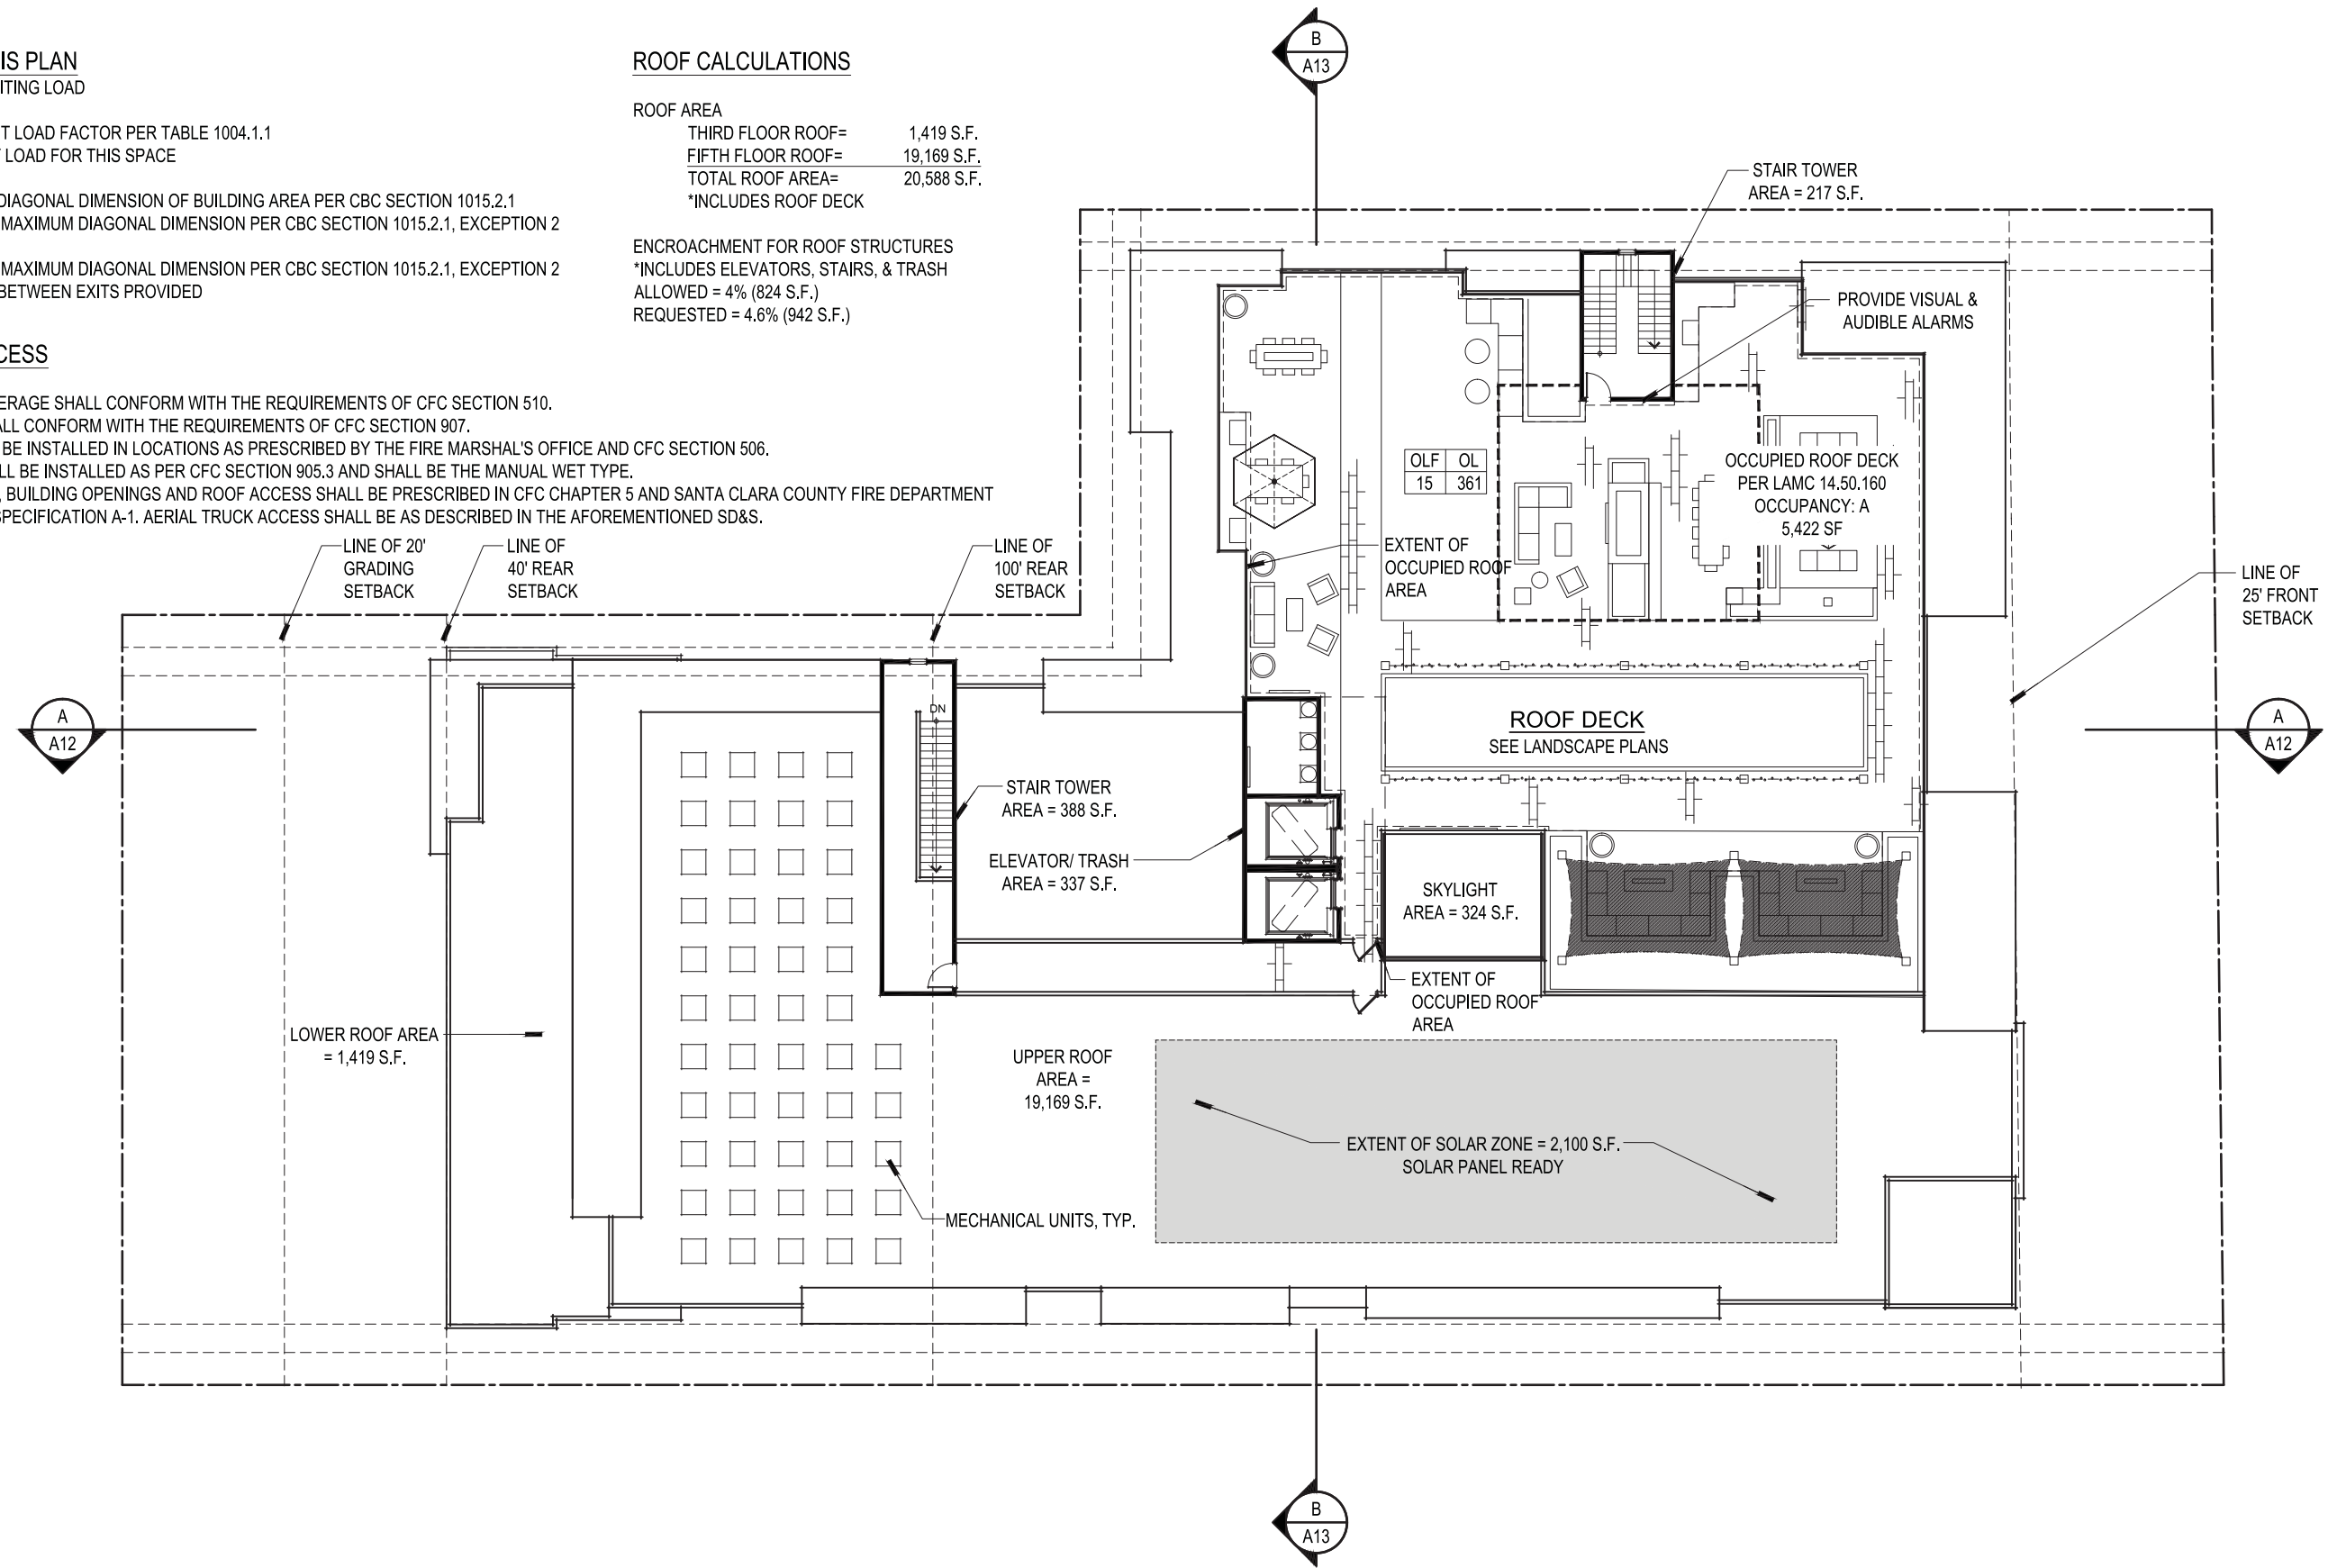 IS PLAN
ITING LOAD
T LOAD FACTOR PER TABLE 1004.1.1
LOAD FOR THIS SPACE
DIAGONAL DIMENSION OF BUILDING AREA PER CBC SECTION 1015.2.1
MAXIMUM DIAGONAL DIMENSION PER CBC SECTION 1015.2.1, EXCEPTION 2
MAXIMUM DIAGONAL DIMENSION PER CBC SECTION 1015.2.1, EXCEPTION 2
BETWEEN EXITS PROVIDED
CESS
ERAGE SHALL CONFORM WITH THE REQUIREMENTS OF CFC SECTION 510.
ALL CONFORM WITH THE REQUIREMENTS OF CFC SECTION 907.
BE INSTALLED IN LOCATIONS AS PRESCRIBED BY THE FIRE MARSHAL'S OFFICE AND CFC SECTION 506.
LL BE INSTALLED AS PER CFC SECTION 905.3 AND SHALL BE THE MANUAL WET TYPE.
, BUILDING OPENINGS AND ROOF ACCESS SHALL BE PRESCRIBED IN CFC CHAPTER 5 AND SANTA CLARA COUNTY FIRE DEPARTMENT
SPECIFICATION A-1. AERIAL TRUCK ACCESS SHALL BE AS DESCRIBED IN THE AFOREMENTIONED SD&S.
ROOF CALCULATIONS
ROOF AREA
THIRD FLOOR ROOF= 1,419 S.F.
FIFTH FLOOR ROOF= 19,169 S.F.
TOTAL ROOF AREA= 20,588 S.F.
*INCLUDES ROOF DECK
ENCROACHMENT FOR ROOF STRUCTURES
*INCLUDES ELEVATORS, STAIRS, & TRASH
ALLOWED = 4% (824 S.F.)
REQUESTED = 4.6% (942 S.F.)
B
A13
STAIR TOWER
AREA = 217 S.F.
PROVIDE VISUAL &
AUDIBLE ALARMS
OLF OL
15 361
OCCUPIED ROOF DECK
PER LAMC 14.50.160
OCCUPANCY: A
5,422 SF
LINE OF 20'
GRADING
SETBACK
LINE OF
40' REAR
SETBACK
LINE OF
100' REAR
SETBACK
EXTENT OF
OCCUPIED ROOF
AREA
LINE OF
25' FRONT
SETBACK
A
A12
DN
ROOF DECK
SEE LANDSCAPE PLANS
A
A12
STAIR TOWER
AREA = 388 S.F.
ELEVATOR/ TRASH
AREA = 337 S.F.
SKYLIGHT
AREA = 324 S.F.
EXTENT OF
OCCUPIED ROOF
AREA
LOWER ROOF AREA
= 1,419 S.F.
UPPER ROOF
AREA =
19,169 S.F.
EXTENT OF SOLAR ZONE = 2,100 S.F.
SOLAR PANEL READY
MECHANICAL UNITS, TYP.
B
A13